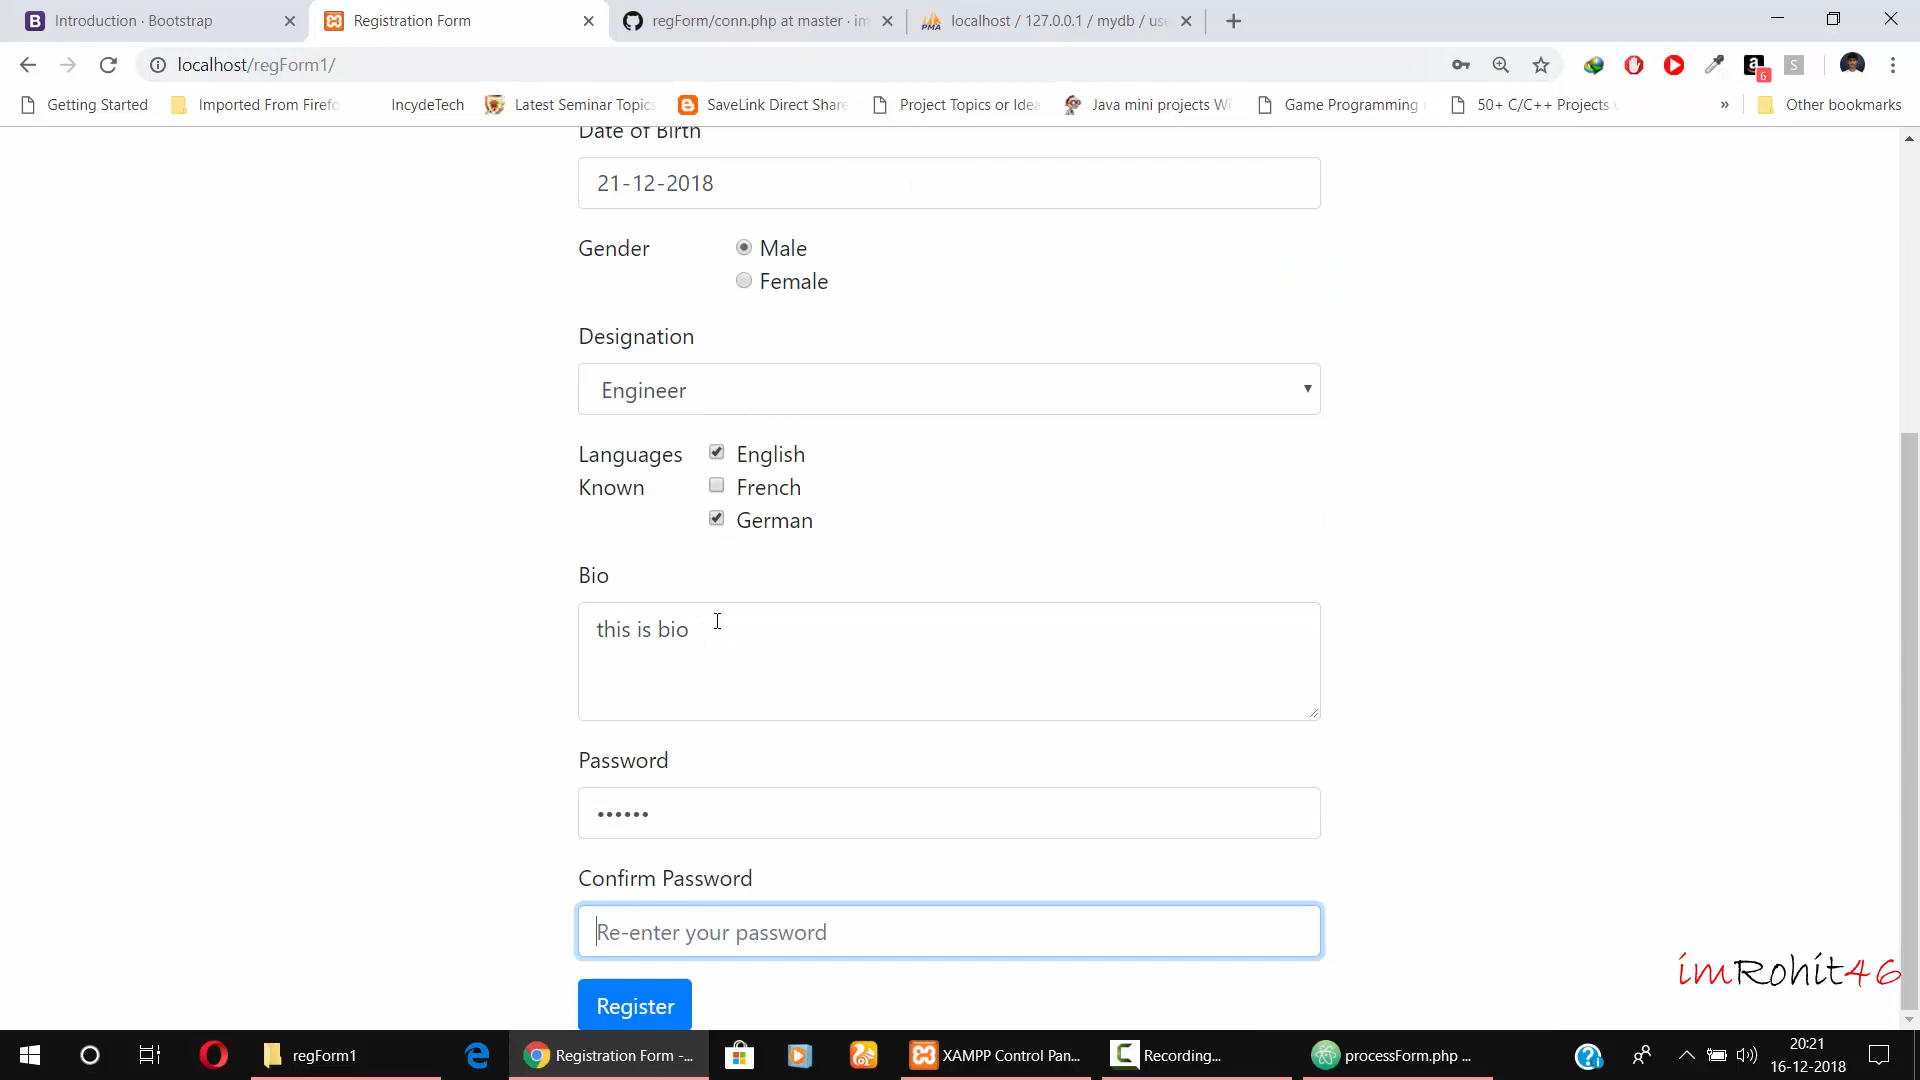 Introduction · Bootstrap
Registration Form
regForm/conn.php at master · im
localhost / 127.0.0.1 / mydb / use
localhost/regForm1/
6
Getting Started
Imported From Firefo
IncydeTech
Latest Seminar Topics
SaveLink Direct Share
Project Topics or Idea
Java mini projects Wi
Game Programming
50+ C/C++ Projects
»
Other bookmarks
Date of Birth
21-12-2018
Gender
Male
Female
Designation
Engineer
Languages Known
English
French
German
Bio
this is bio
Password
••••••
Confirm Password
Re-enter your password
Register
imRohit46
regForm1
Registration Form -...
XAMPP Control Pan...
Recording...
processForm.php ...
20:21
16-12-2018